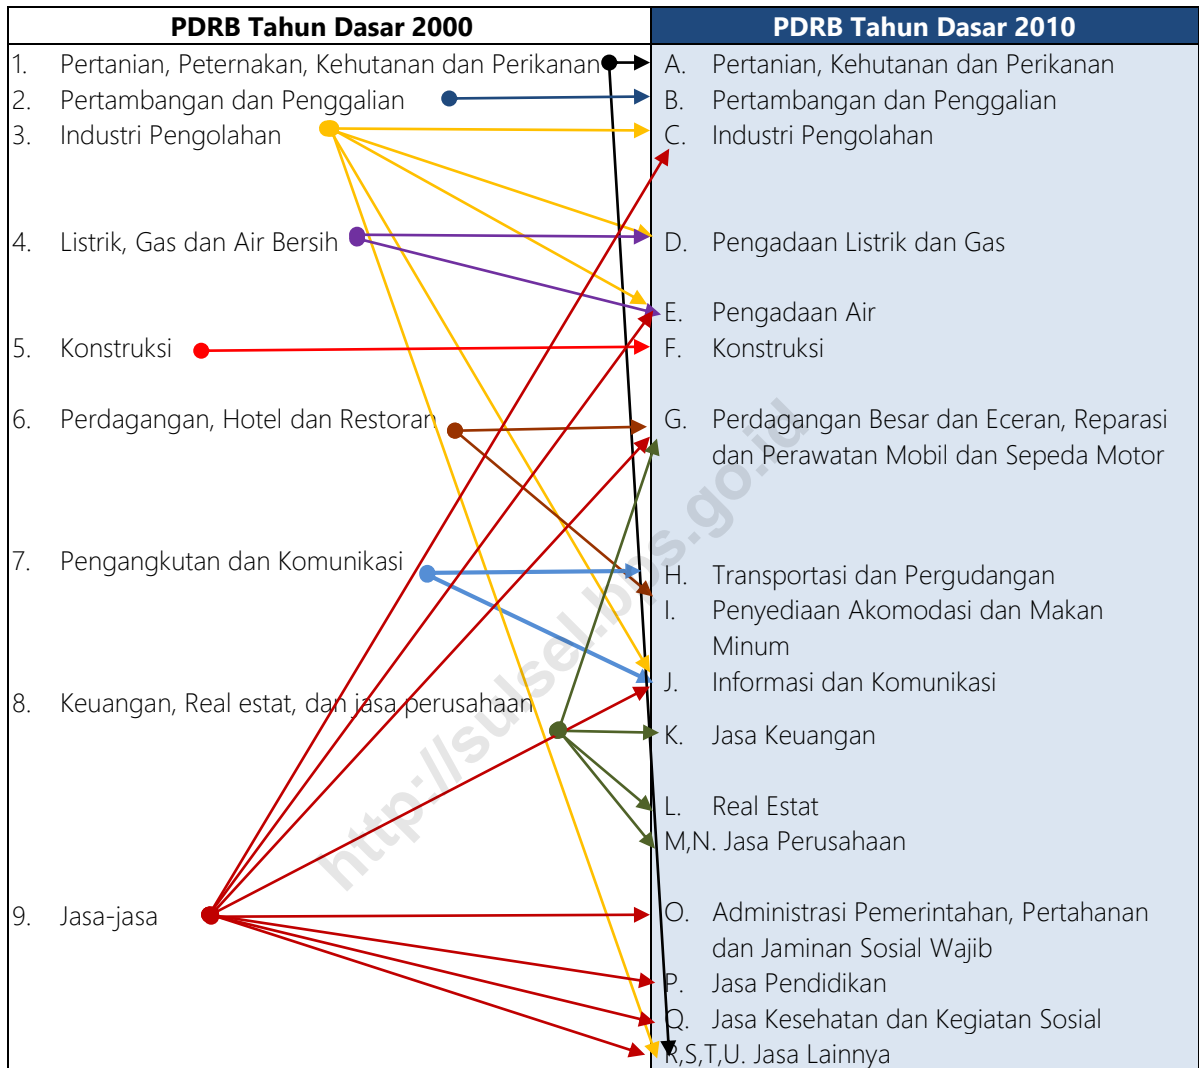 PDRB Tahun Dasar 2000
1. Pertanian, Peternakan, Kehutanan dan Perikanan
2. Pertambangan dan Penggalian
3. Industri Pengolahan
4. Listrik, Gas dan Air Bersih
5. Konstruksi
6. Perdagangan, Hotel dan Restoran
7. Pengangkutan dan Komunikasi
8. Keuangan, Real estat, dan jasa perusahaan
9. Jasa-jasa
PDRB Tahun Dasar 2010
A. Pertanian, Kehutanan dan Perikanan
B. Pertambangan dan Penggalian
C. Industri Pengolahan
D. Pengadaan Listrik dan Gas
E. Pengadaan Air
F. Konstruksi
G. Perdagangan Besar dan Eceran, Reparasi
dan Perawatan Mobil dan Sepeda Motor
H. Transportasi dan Pergudangan
I. Penyediaan Akomodasi dan Makan
Minum
J. Informasi dan Komunikasi
K. Jasa Keuangan
L. Real Estat
M,N. Jasa Perusahaan
O. Administrasi Pemerintahan, Pertahanan
dan Jaminan Sosial Wajib
P. Jasa Pendidikan
Q. Jasa Kesehatan dan Kegiatan Sosial
R,S,T,U. Jasa Lainnya
http://sulsel.bps.go.id